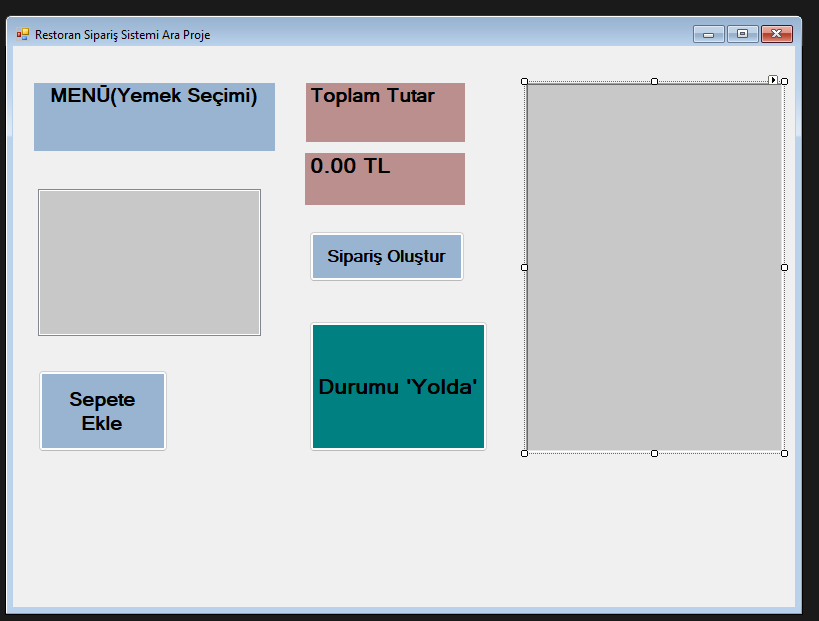 Restoran Sipariş Sistemi Ara Proje
MENÜ(Yemek Seçimi)
Toplam Tutar
0.00 TL
Sipariş Oluştur
Durumu 'Yolda'
Sepete
Ekle